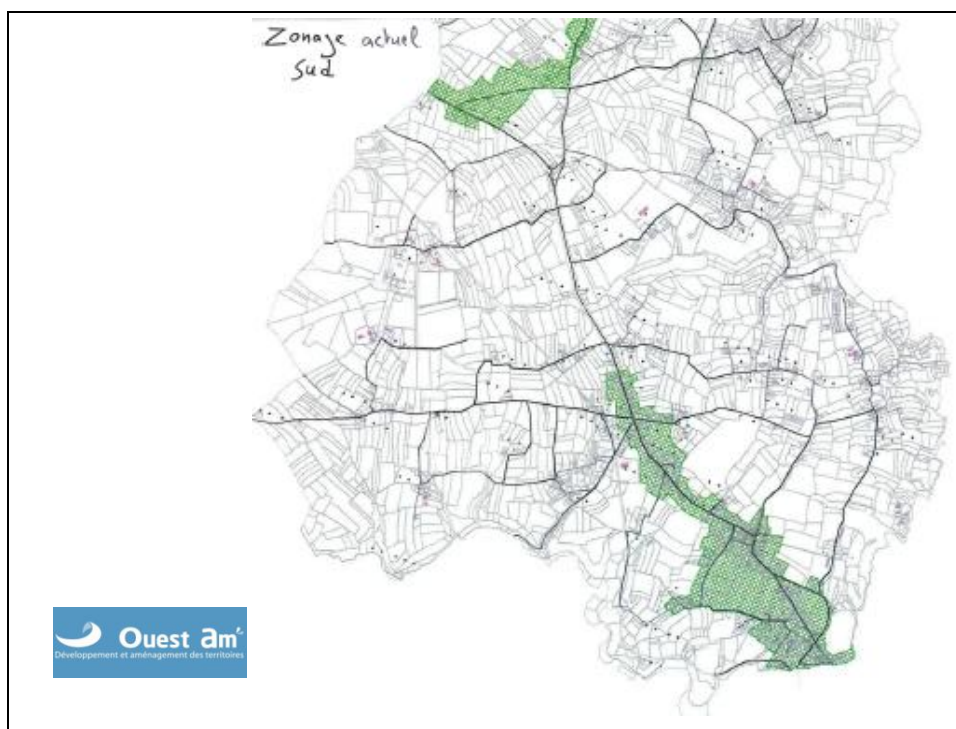 Zonage actuel
Sud
Ouest am'
Développement et aménagement des territoires